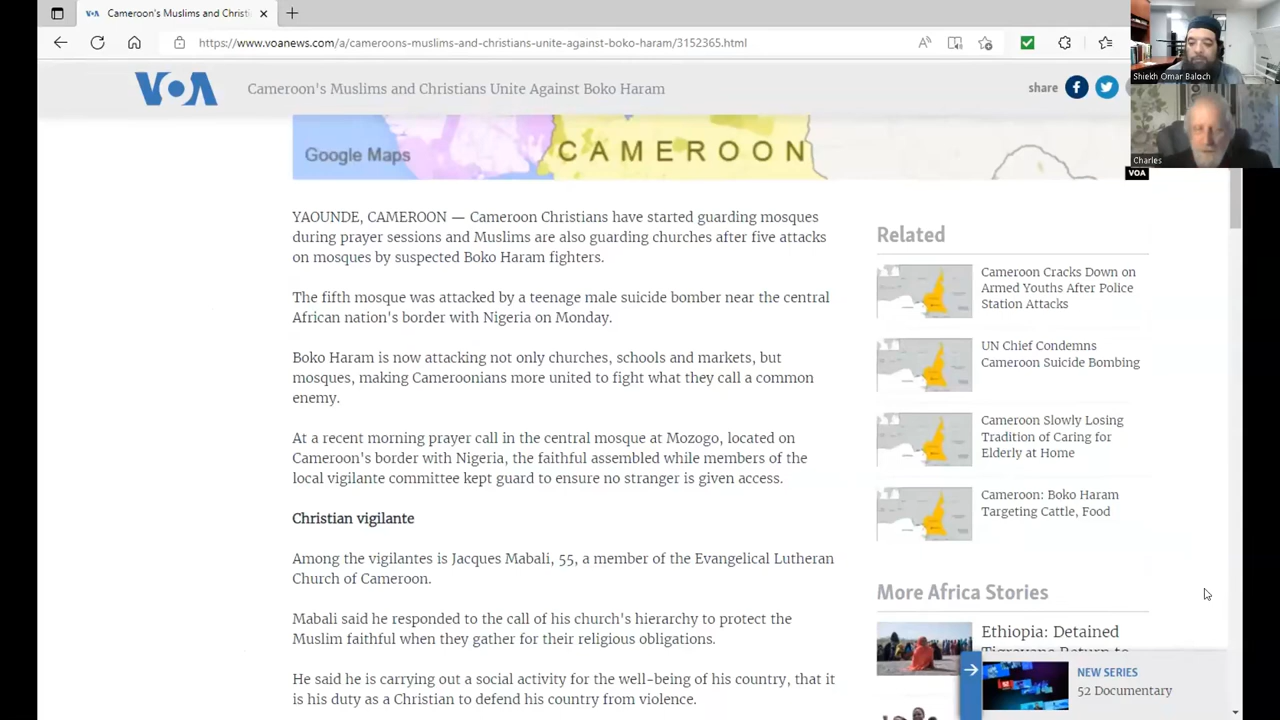 Cameroon's Muslims and Christi
https://www.voanews.com/a/cameroons-muslims-and-christians-unite-against-boko-haram/3152365.html
Shiekh Omar Baloch
VOA
Cameroon's Muslims and Christians Unite Against Boko Haram
share
Charles
Google Maps
CAMEROON
VOA
YAOUNDE, CAMEROON — Cameroon Christians have started guarding mosques
during prayer sessions and Muslims are also guarding churches after five attacks
on mosques by suspected Boko Haram fighters.
The fifth mosque was attacked by a teenage male suicide bomber near the central
African nation's border with Nigeria on Monday.
Boko Haram is now attacking not only churches, schools and markets, but
mosques, making Cameroonians more united to fight what they call a common
enemy.
At a recent morning prayer call in the central mosque at Mozogo, located on
Cameroon's border with Nigeria, the faithful assembled while members of the
local vigilante committee kept guard to ensure no stranger is given access.
Christian vigilante
Among the vigilantes is Jacques Mabali, 55, a member of the Evangelical Lutheran
Church of Cameroon.
Mabali said he responded to the call of his church's hierarchy to protect the
Muslim faithful when they gather for their religious obligations.
He said he is carrying out a social activity for the well-being of his country, that it
is his duty as a Christian to defend his country from violence.
Related
Cameroon Cracks Down on
Armed Youths After Police
Station Attacks
UN Chief Condemns
Cameroon Suicide Bombing
Cameroon Slowly Losing
Tradition of Caring for
Elderly at Home
Cameroon: Boko Haram
Targeting Cattle, Food
More Africa Stories
Ethiopia: Detained
Tigrayans Return to
NEW SERIES
52 Documentary